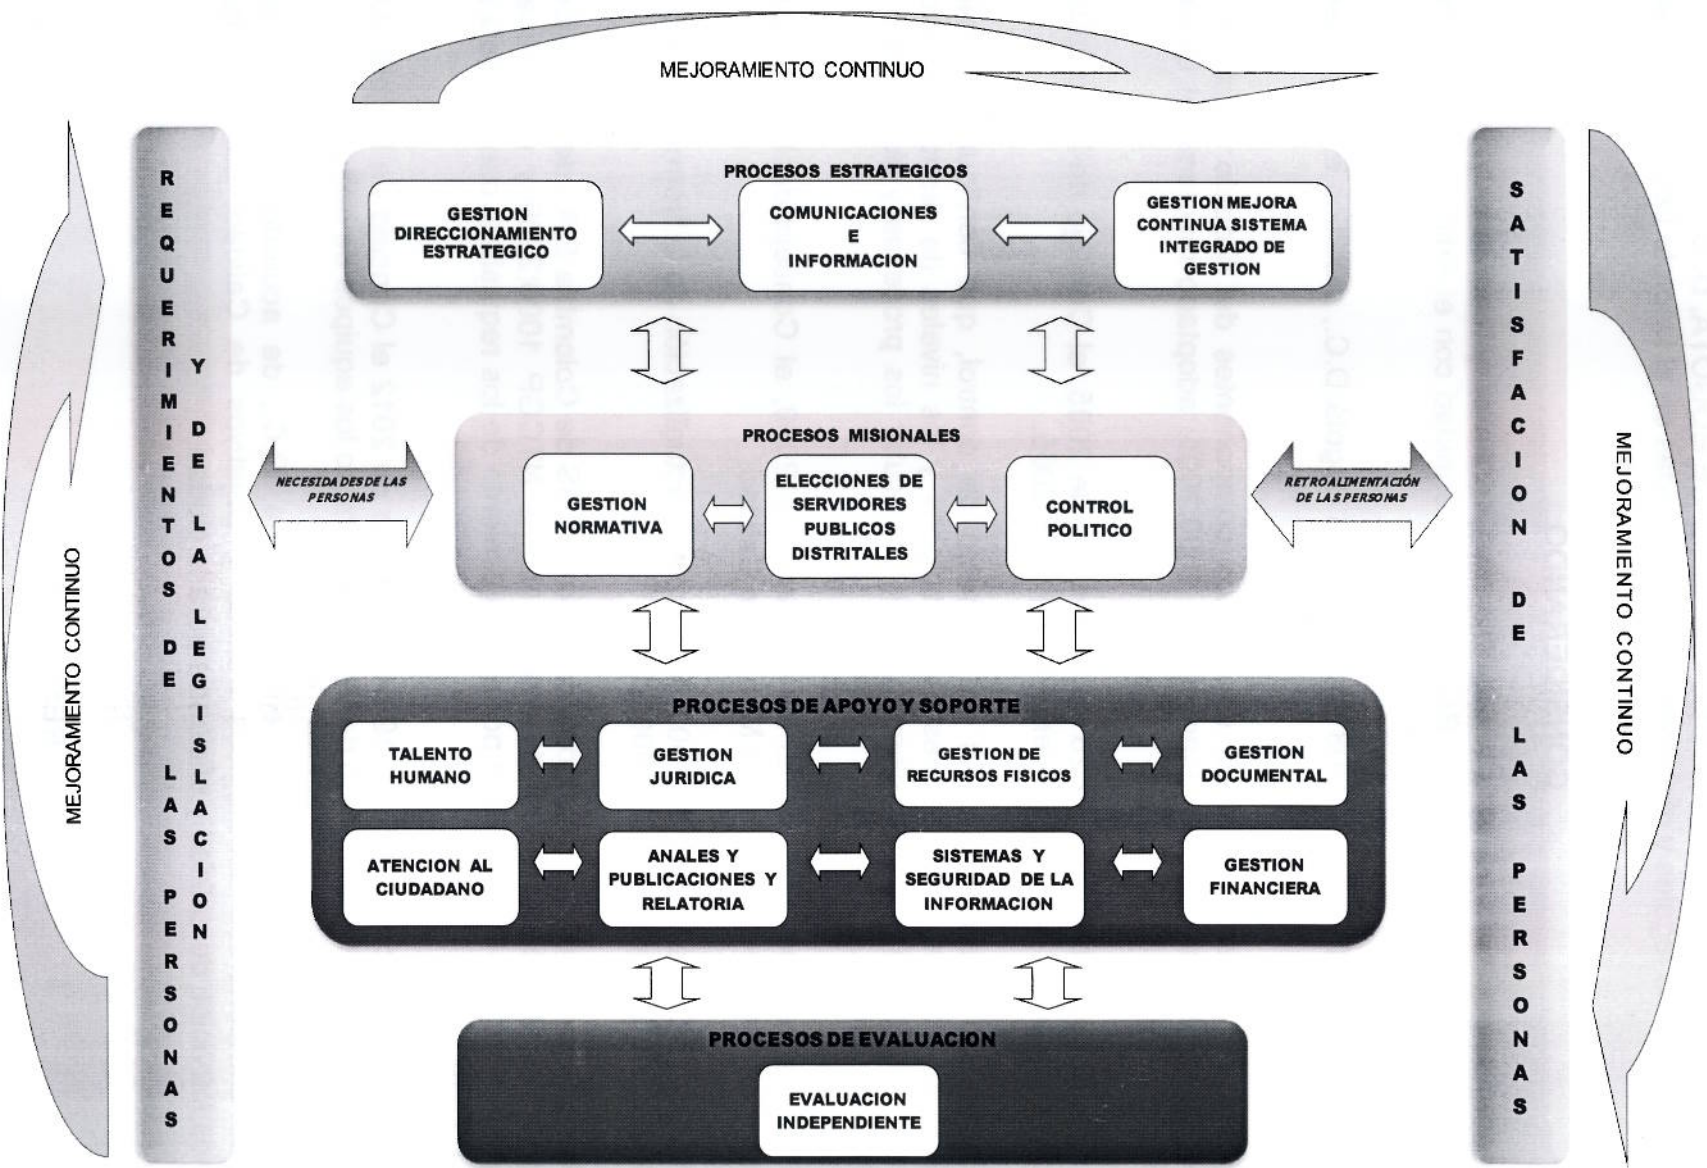 MEJORAMIENTO CONTINUO
MEJORAMIENTO CONTINUO
REQUERIMIENTOS DE LAS PERSONAS
Y DE LA LEGISLACION
PROCESOS ESTRATEGICOS
GESTION
DIRECCIONAMIENTO
ESTRATEGICO
COMUNICACIONES
E
INFORMACION
GESTION MEJORA
CONTINUA SISTEMA
INTEGRADO DE
GESTION
NECESIDADES DE LAS
PERSONAS
PROCESOS MISIONALES
GESTION
NORMATIVA
ELECCIONES DE
SERVIDORES
PUBLICOS
DISTRITALES
CONTROL
POLITICO
RETROALIMENTACIÓN
DE LAS PERSONAS
PROCESOS DE APOYO Y SOPORTE
TALENTO
HUMANO
GESTION
JURIDICA
GESTION DE
RECURSOS FISICOS
GESTION
DOCUMENTAL
ATENCION AL
CIUDADANO
ANALES Y
PUBLICACIONES Y
RELATORIA
SISTEMAS Y
SEGURIDAD DE LA
INFORMACION
GESTION
FINANCIERA
PROCESOS DE EVALUACION
EVALUACION
INDEPENDIENTE
SATISFACION DE LAS PERSONAS
MEJORAMIENTO CONTINUO